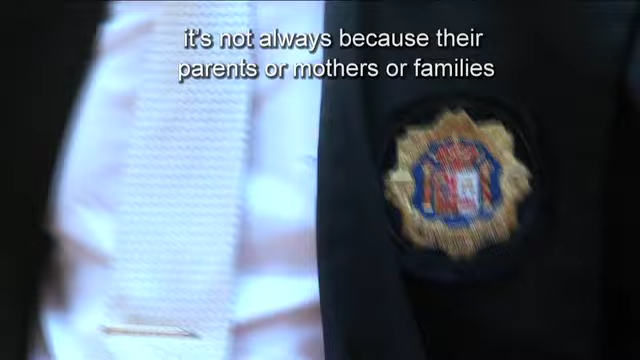 it's not always because their
parents or mothers or families